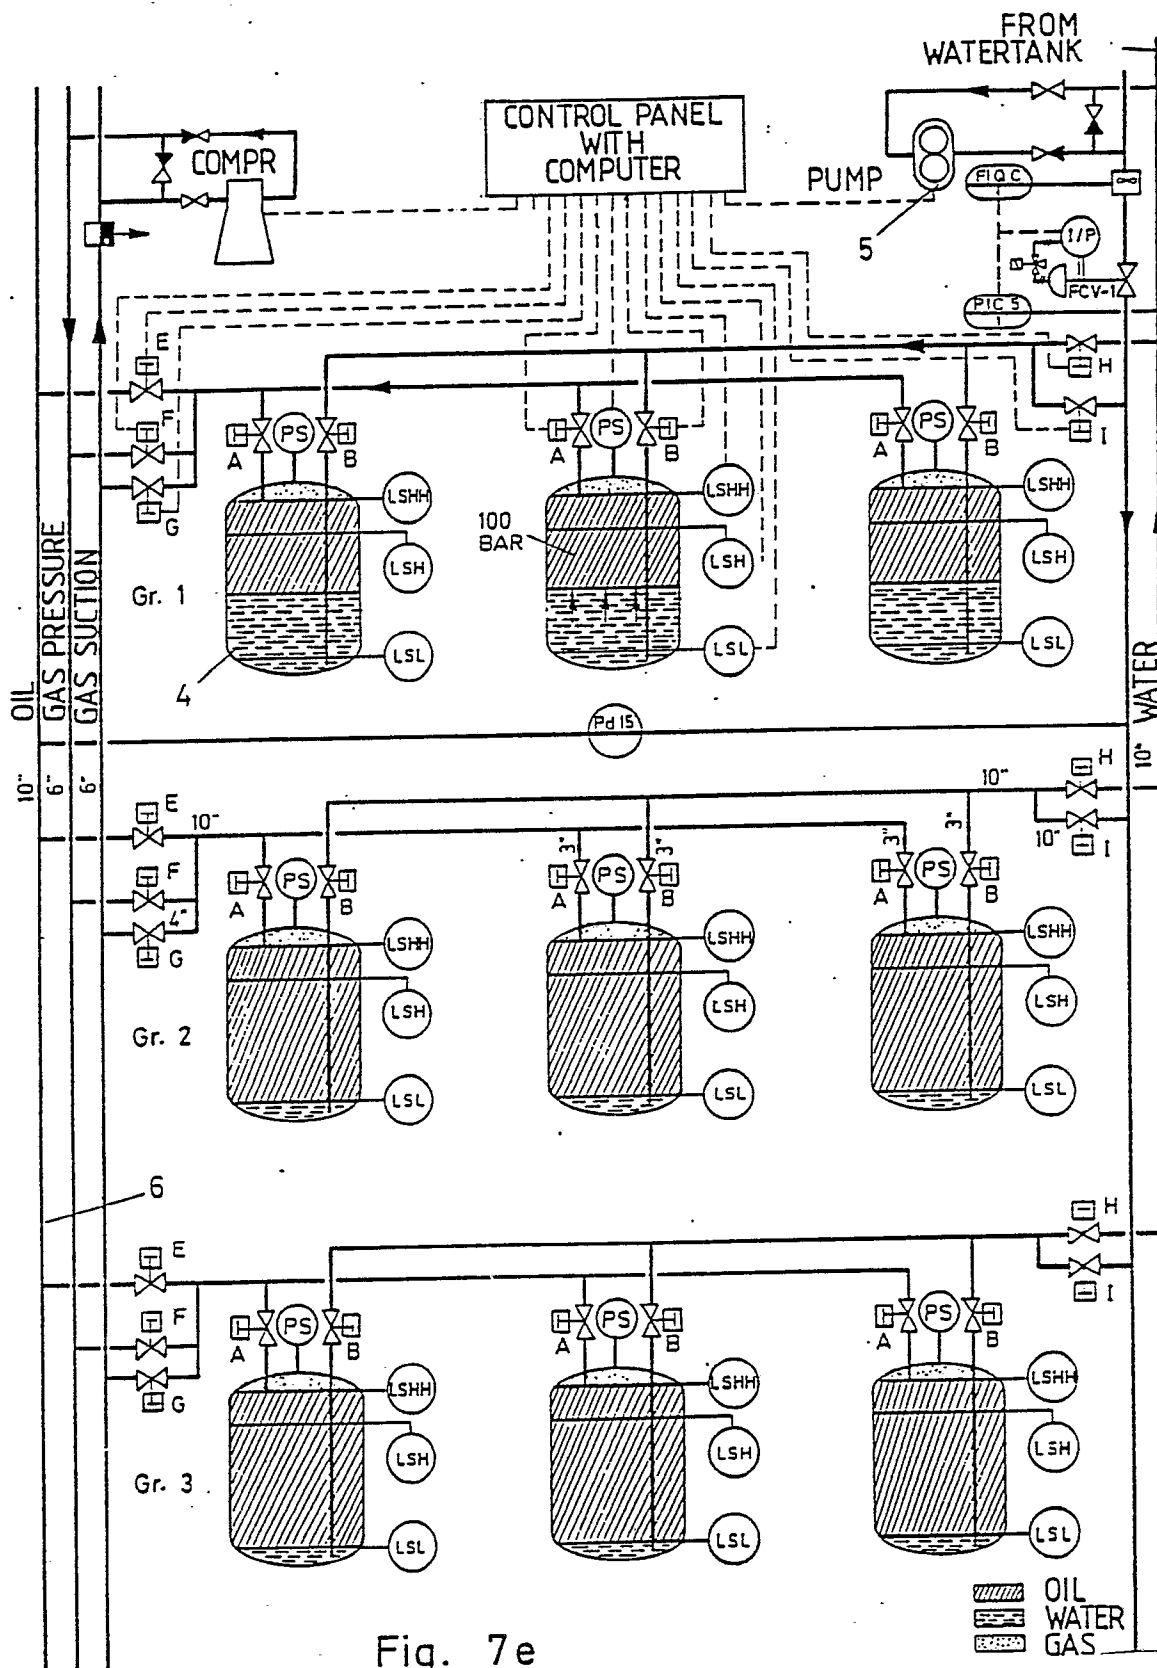 FROM
WATERTANK
CONTROL PANEL
WITH
COMPUTER
COMPR
PUMP
FIQC
5
I/P
FCV-1
PIC 5
E
H
F
I
A
PS
B
A
PS
B
A
PS
B
G
LSHH
LSHH
LSHH
100
BAR
LSH
LSH
LSH
Gr. 1
4
LSL
LSL
LSL
OIL
GAS PRESSURE
GAS SUCTION
WATER
Pd 15
10"
6"
6"
10"
E
10"
10"
H
F
3"
3"
3"
3"
10"
I
4"
G
A
PS
B
A
PS
B
A
PS
B
LSHH
LSHH
LSHH
LSH
LSH
LSH
Gr. 2
LSL
LSL
LSL
6
E
H
F
I
G
A
PS
B
A
PS
B
A
PS
B
LSHH
LSHH
LSHH
LSH
LSH
LSH
Gr. 3
LSL
LSL
LSL
OIL
WATER
GAS
Fig. 7e